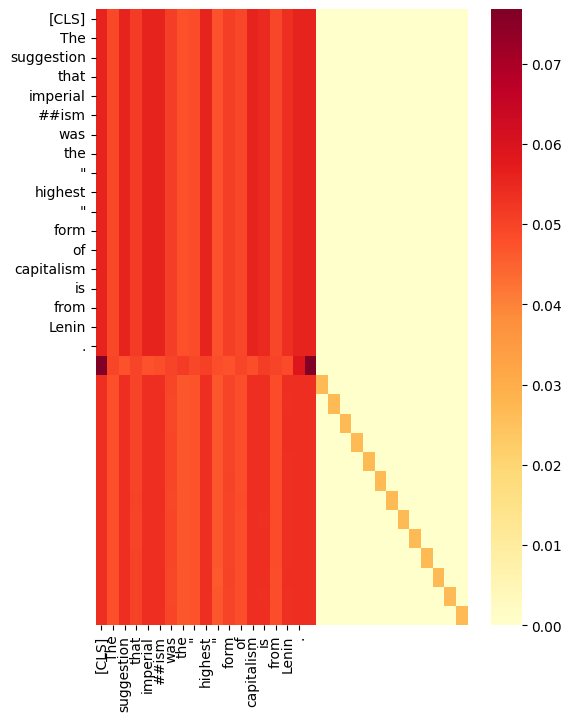 [CLS]
The
suggestion
that
imperial
##ism
was
the
"
highest
"
form
of
capitalism
is
from
Lenin
.
0.07
0.06
0.05
0.04
0.03
0.02
0.01
0.00
[CLS]
The
suggestion
that
imperial
##ism
was
the
"
highest
"
form
of
capitalism
is
from
Lenin
.